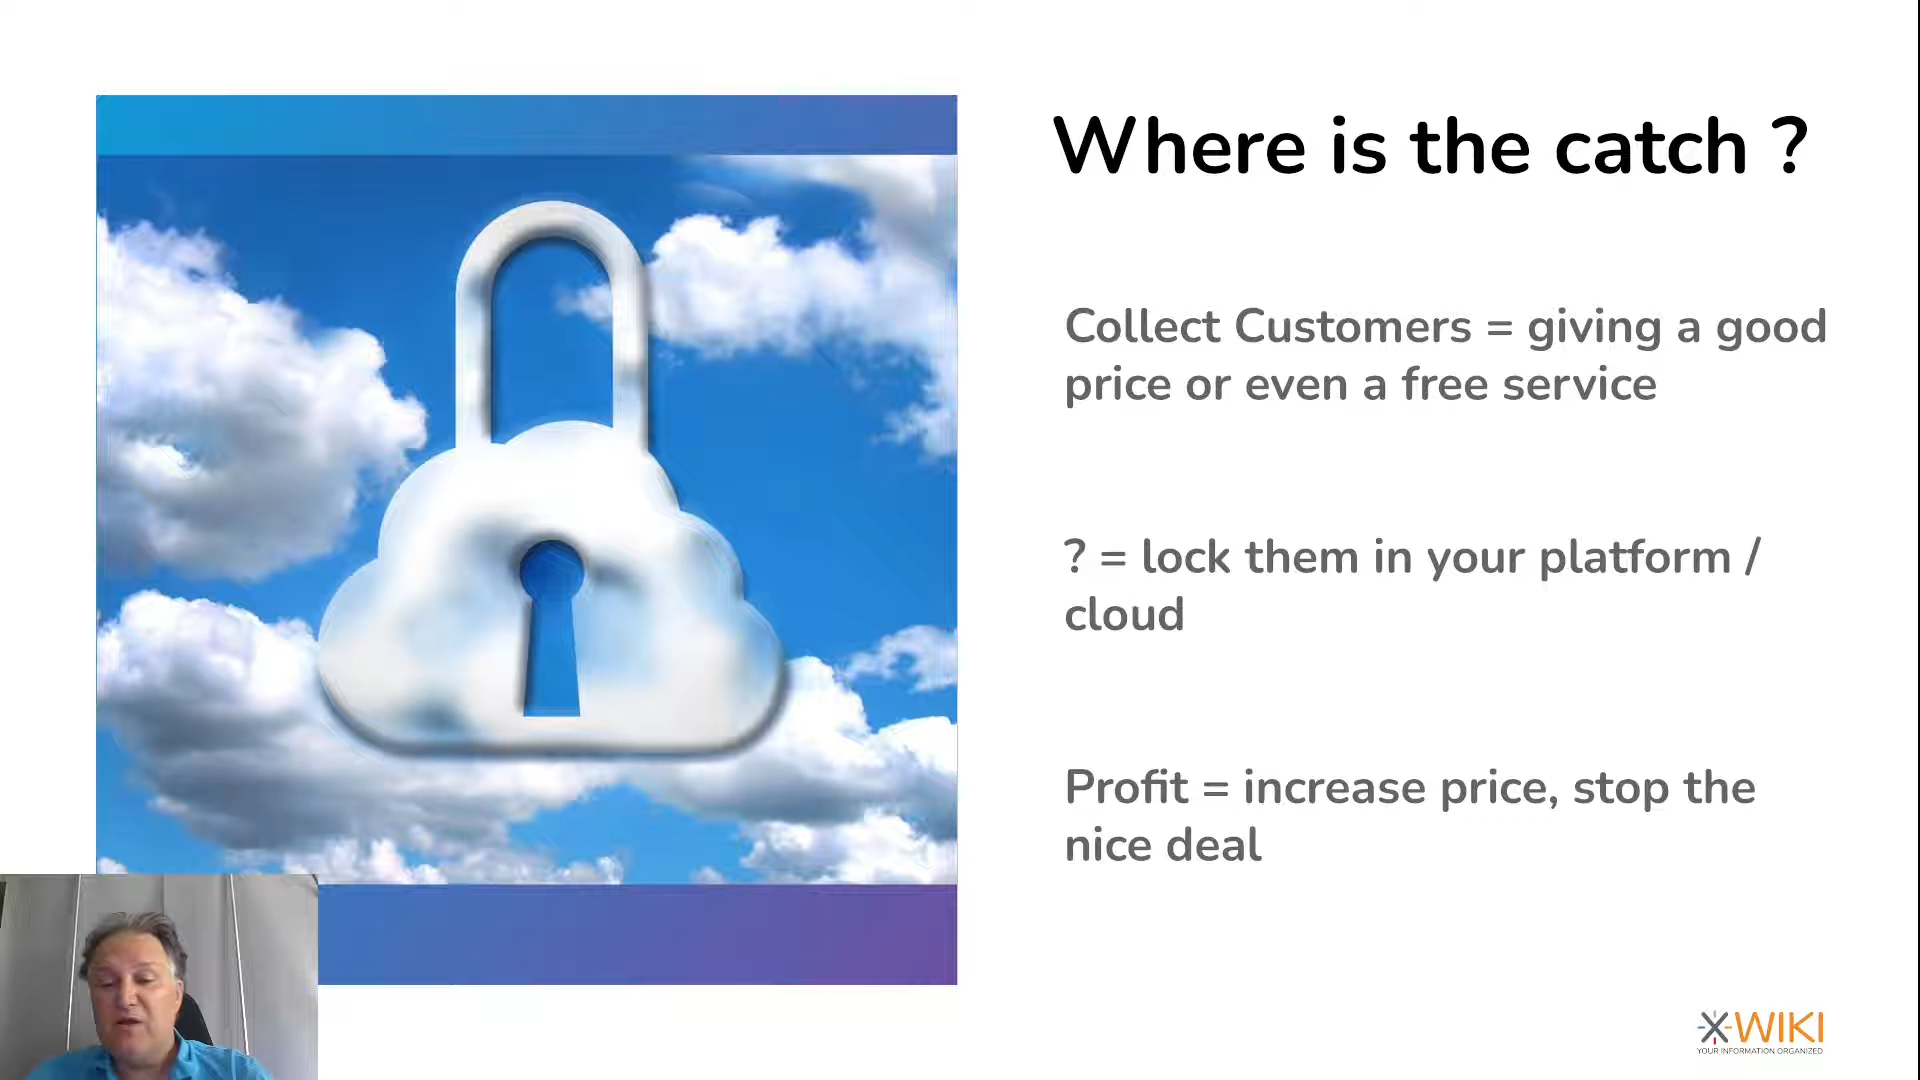 Where is the catch ?
Collect Customers = giving a good
price or even a free service
? = lock them in your platform /
cloud
Profit = increase price, stop the
nice deal
XWIKI
YOUR INFORMATION ORGANIZED